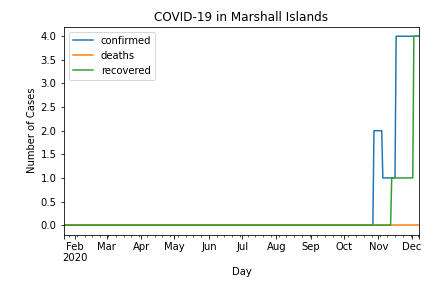 COVID-19 in Marshall Islands
confirmed
deaths
recovered
4.0
3.5
3.0
2.5
2.0
1.5
1.0
0.5
0.0
Number of Cases
Feb Mar Apr May Jun Jul Aug Sep Oct Nov Dec
2020
Day